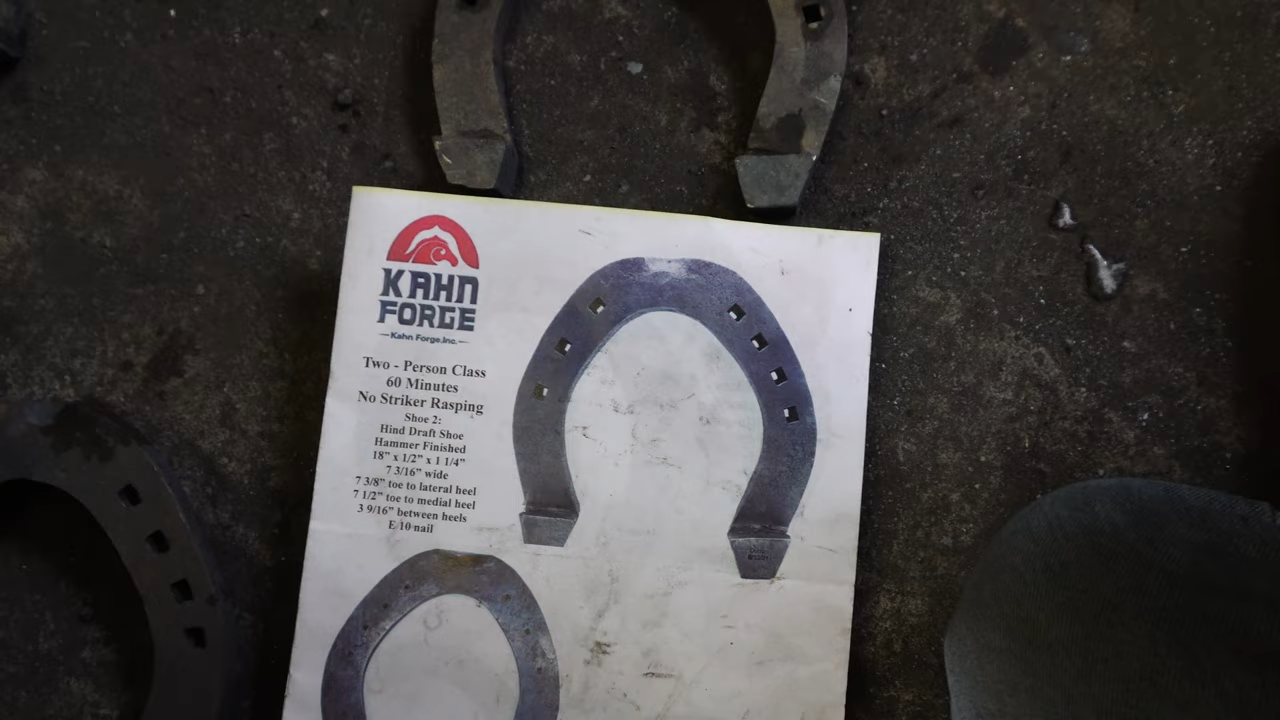 KAHN
FORGE
Kahn Forge.Inc.
Two - Person Class
60 Minutes
No Striker Rasping
Shoe 2:
Hind Draft Shoe
Hammer Finished
18” x 1/2” x 1 1/4”
7 3/16” wide
7 3/8” toe to lateral heel
7 1/2” toe to medial heel
3 9/16” between heels
E 10 nail